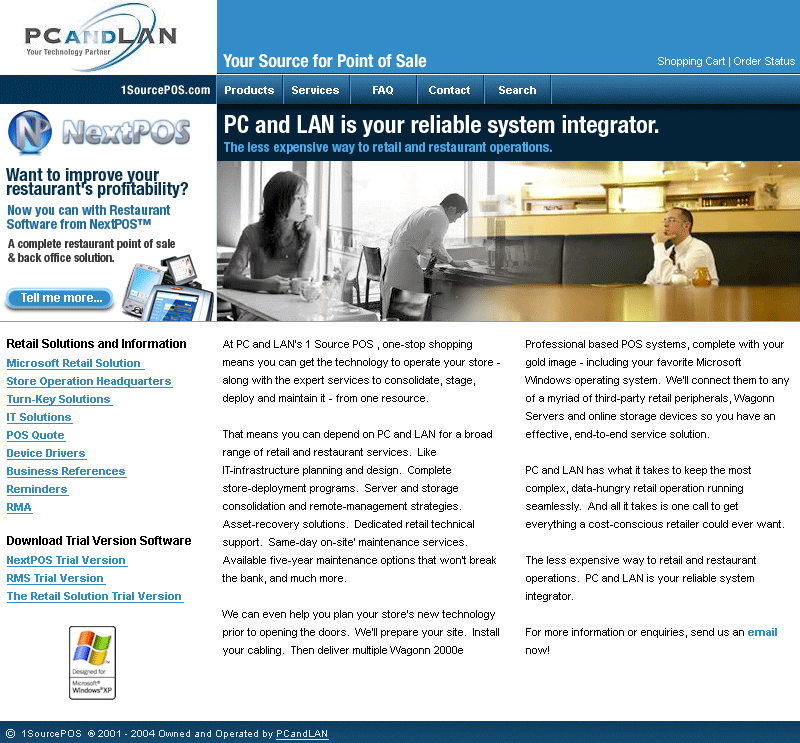 PCANDLAN
Your Technology Partner
Your Source for Point of Sale
Shopping Cart | Order Status
1SourcePOS.com
Products
Services
FAQ
Contact
Search
NP NextPOS
Want to improve your
restaurant's profitability?
Now you can with Restaurant
Software from NextPOS™
A complete restaurant point of sale
& back office solution.
Tell me more...
PC and LAN is your reliable system integrator.
The less expensive way to retail and restaurant operations.
Retail Solutions and Information
Microsoft Retail Solution
Store Operation Headquarters
Turn-Key Solutions
IT Solutions
POS Quote
Device Drivers
Business References
Reminders
RMA
Download Trial Version Software
NextPOS Trial Version
RMS Trial Version
The Retail Solution Trial Version
Designed for
Microsoft®
Windows®XP
At PC and LAN's 1 Source POS , one-stop shopping
means you can get the technology to operate your store -
along with the expert services to consolidate, stage,
deploy and maintain it - from one resource.
That means you can depend on PC and LAN for a broad
range of retail and restaurant services.  Like
IT-infrastructure planning and design.  Complete
store-deployment programs.  Server and storage
consolidation and remote-management strategies.
Asset-recovery solutions.  Dedicated retail technical
support.  Same-day on-site' maintenance services.
Available five-year maintenance options that won't break
the bank, and much more.
We can even help you plan your store's new technology
prior to opening the doors.  We'll prepare your site.  Install
your cabling.  Then deliver multiple Wagonn 2000e
Professional based POS systems, complete with your
gold image - including your favorite Microsoft
Windows operating system.  We'll connect them to any
of a myriad of third-party retail peripherals, Wagonn
Servers and online storage devices so you have an
effective, end-to-end service solution.
PC and LAN has what it takes to keep the most
complex, data-hungry retail operation running
seamlessly.  And all it takes is one call to get
everything a cost-conscious retailer could ever want.
The less expensive way to retail and restaurant
operations.  PC and LAN is your reliable system
integrator.
For more information or enquiries, send us an email
now!
© 1SourcePOS ® 2001 - 2004 Owned and Operated by PCandLAN